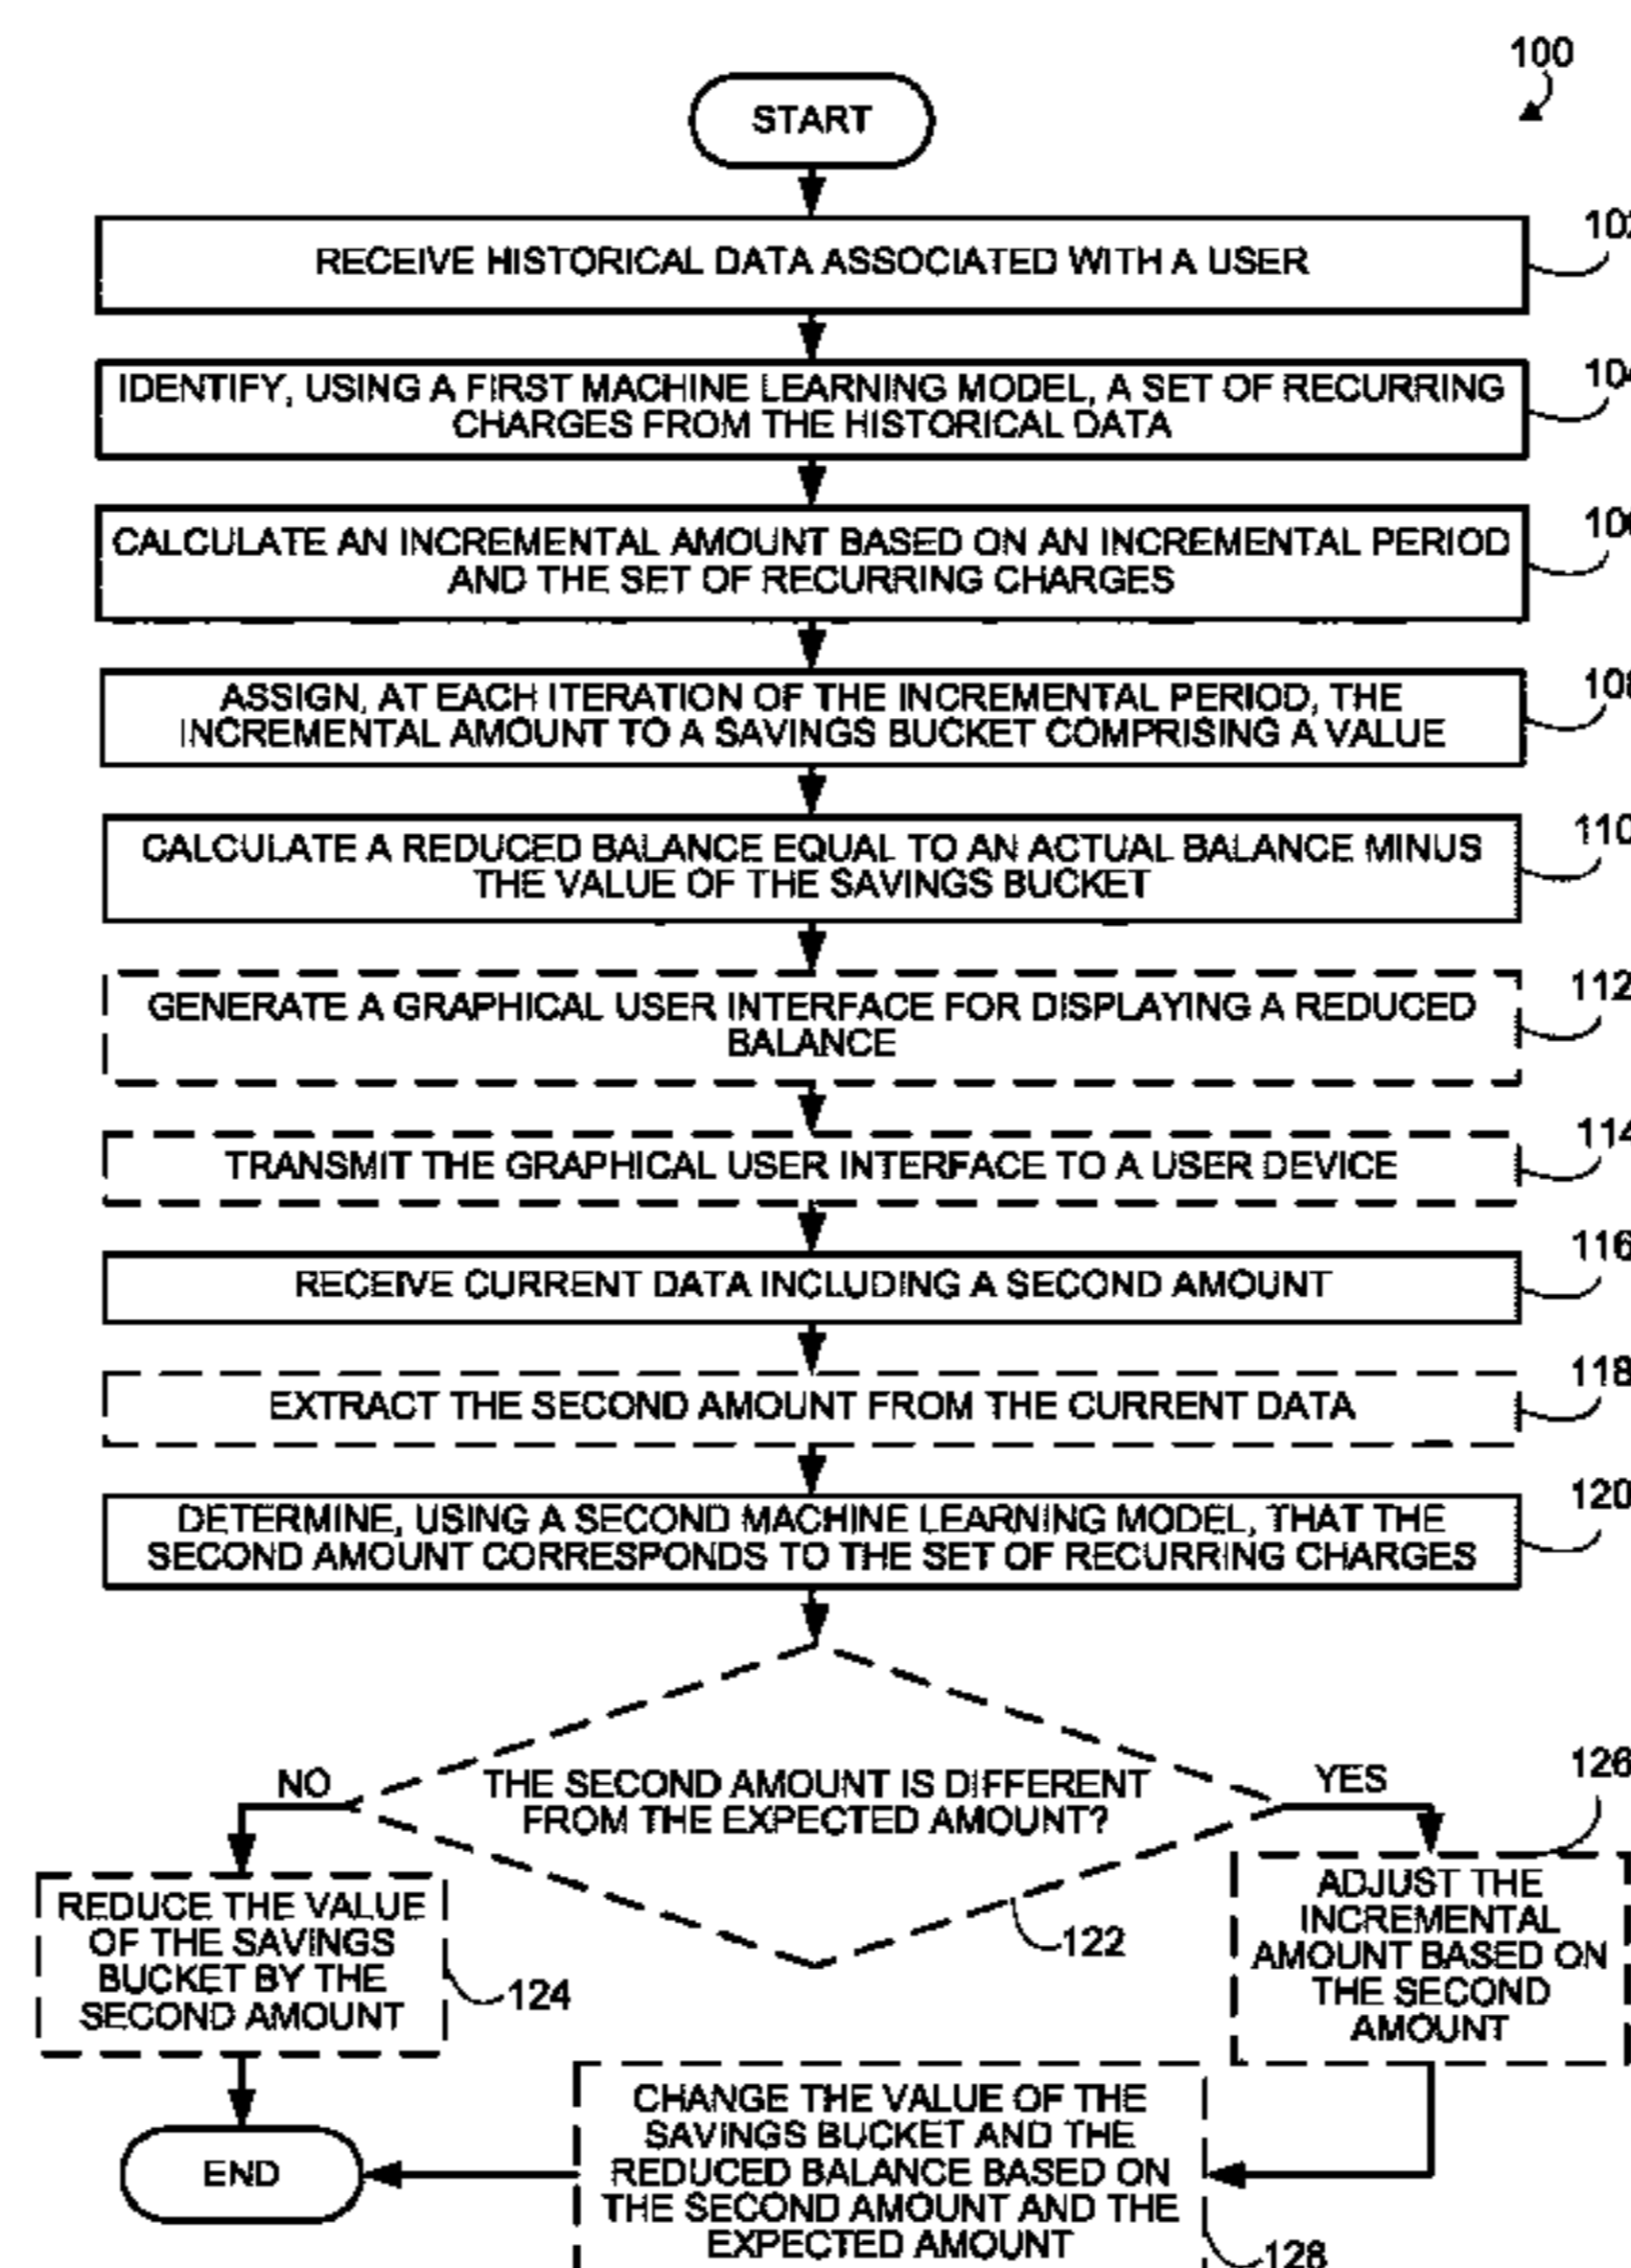 100
START
RECEIVE HISTORICAL DATA ASSOCIATED WITH A USER
102
IDENTIFY, USING A FIRST MACHINE LEARNING MODEL, A SET OF RECURRING
CHARGES FROM THE HISTORICAL DATA
104
CALCULATE AN INCREMENTAL AMOUNT BASED ON AN INCREMENTAL PERIOD
AND THE SET OF RECURRING CHARGES
106
ASSIGN, AT EACH ITERATION OF THE INCREMENTAL PERIOD, THE
INCREMENTAL AMOUNT TO A SAVINGS BUCKET COMPRISING A VALUE
108
CALCULATE A REDUCED BALANCE EQUAL TO AN ACTUAL BALANCE MINUS
THE VALUE OF THE SAVINGS BUCKET
110
GENERATE A GRAPHICAL USER INTERFACE FOR DISPLAYING A REDUCED
BALANCE
112
TRANSMIT THE GRAPHICAL USER INTERFACE TO A USER DEVICE
114
RECEIVE CURRENT DATA INCLUDING A SECOND AMOUNT
116
EXTRACT THE SECOND AMOUNT FROM THE CURRENT DATA
118
DETERMINE, USING A SECOND MACHINE LEARNING MODEL, THAT THE
SECOND AMOUNT CORRESPONDS TO THE SET OF RECURRING CHARGES
120
THE SECOND AMOUNT IS DIFFERENT
FROM THE EXPECTED AMOUNT?
122
NO
YES
REDUCE THE VALUE
OF THE SAVINGS
BUCKET BY THE
SECOND AMOUNT
124
126
ADJUST THE
INCREMENTAL
AMOUNT BASED ON
THE SECOND
AMOUNT
CHANGE THE VALUE OF THE
SAVINGS BUCKET AND THE
REDUCED BALANCE BASED ON
THE SECOND AMOUNT AND THE
EXPECTED AMOUNT
128
END